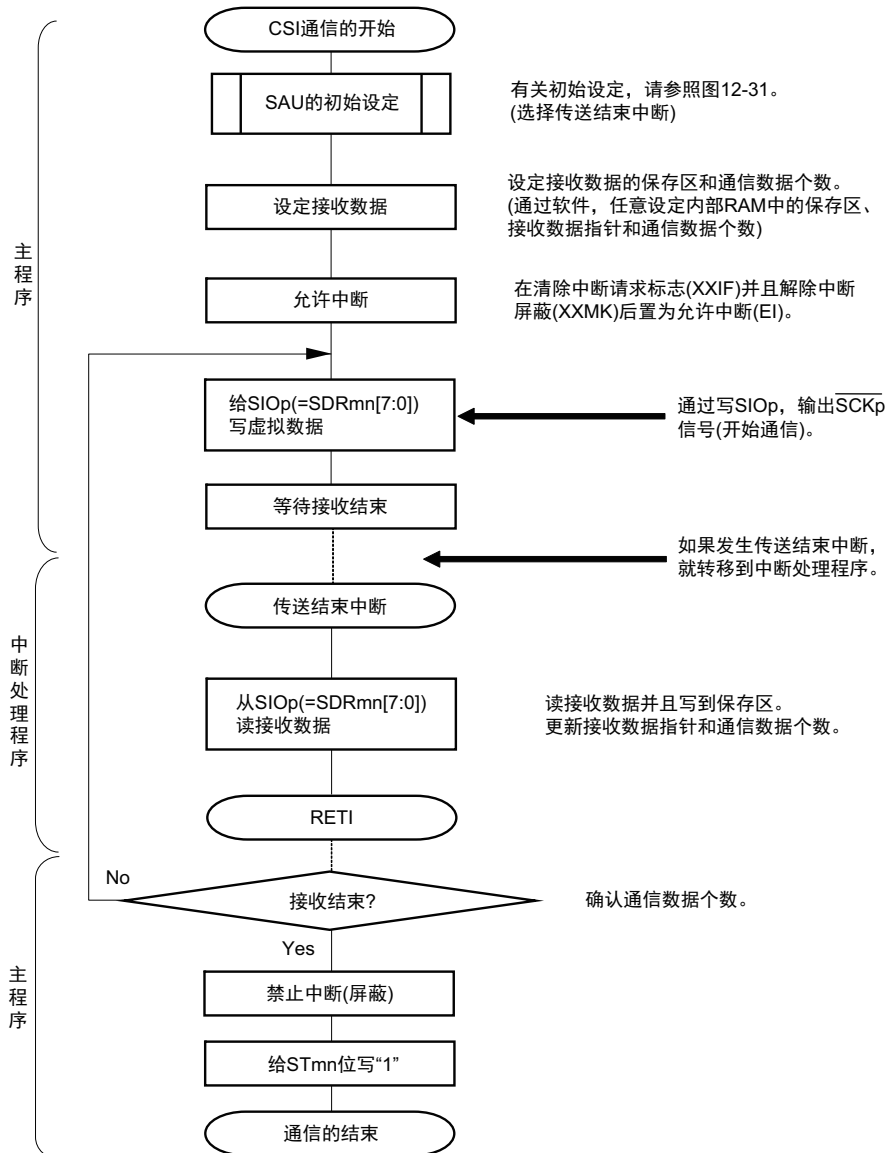 CSI通信的开始
SAU的初始设定
有关初始设定，请参照图12-31。
(选择传送结束中断)
设定接收数据
设定接收数据的保存区和通信数据个数。
(通过软件，任意设定内部RAM中的保存区、
接收数据指针和通信数据个数)
主程序
允许中断
在清除中断请求标志(XXIF)并且解除中断
屏蔽(XXMK)后置为允许中断(EI)。
给SIOp(=SDRmn[7:0])
写虚拟数据
通过写SIOp，输出SCKp
信号(开始通信)。
等待接收结束
如果发生传送结束中断，
就转移到中断处理程序。
传送结束中断
中断处理程序
从SIOp(=SDRmn[7:0])
读接收数据
读接收数据并且写到保存区。
更新接收数据指针和通信数据个数。
RETI
No
接收结束?
确认通信数据个数。
Yes
主程序
禁止中断(屏蔽)
给STmn位写“1”
通信的结束